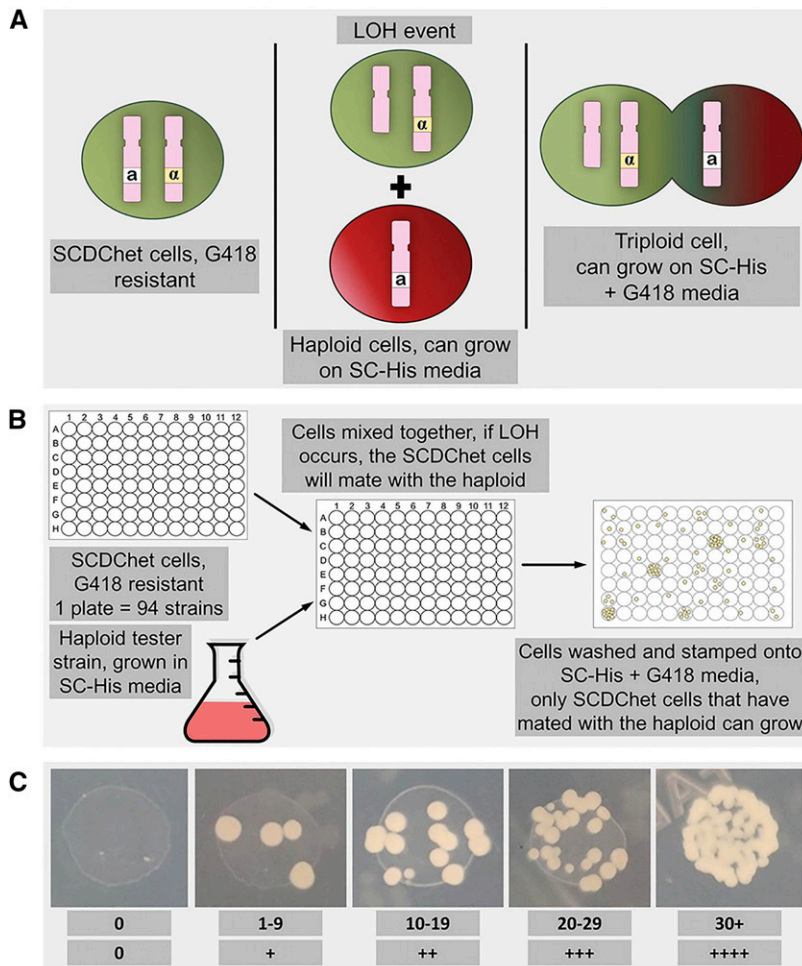 A
LOH event
a
α
α
a
α
a
SCDChet cells, G418
resistant
Haploid cells, can grow
on SC-His media
Triploid cell,
can grow on SC-His
+ G418 media
B
1 2 3 4 5 6 7 8 9 10 11 12
A
B
C
D
E
F
G
H
SCDChet cells,
G418 resistant
1 plate = 94 strains
Haploid tester
strain, grown in
SC-His media
Cells mixed together, if LOH
occurs, the SCDChet cells
will mate with the haploid
1 2 3 4 5 6 7 8 9 10 11 12
A
B
C
D
E
F
G
H
Cells washed and stamped onto
SC-His + G418 media,
only SCDChet cells that have
mated with the haploid can grow
C
0 1-9 10-19 20-29 30+
0 + ++ +++ ++++